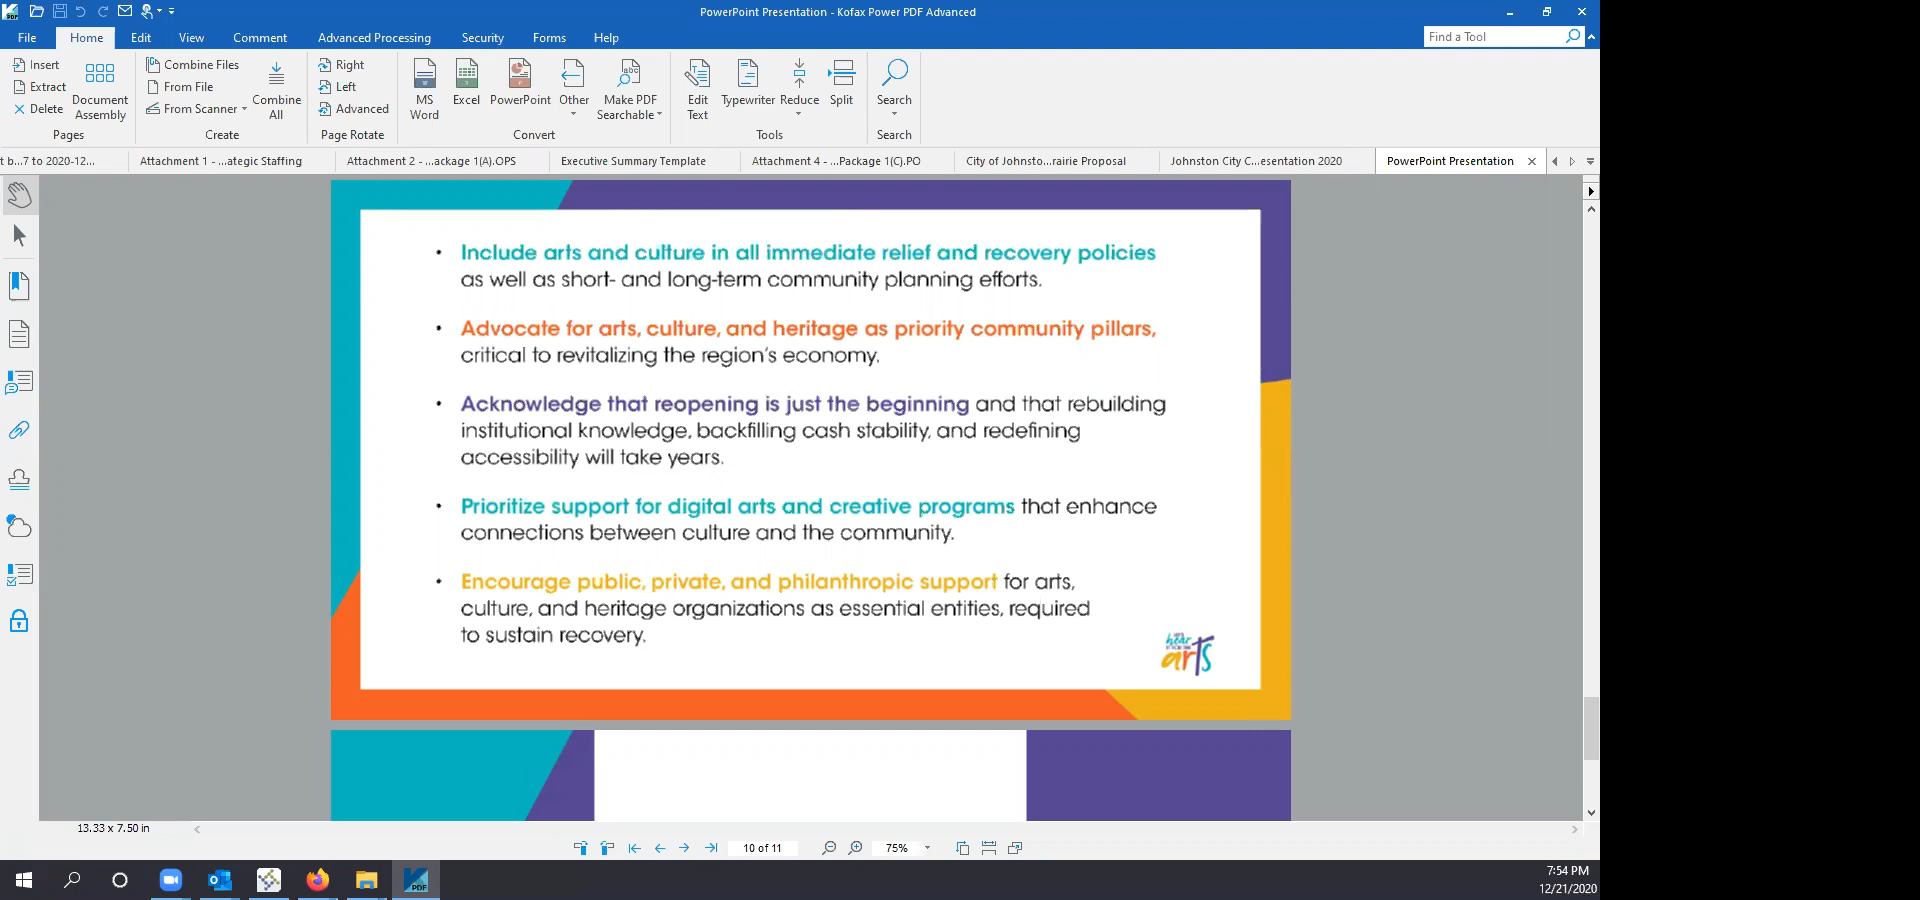 PowerPoint Presentation - Kofax Power PDF Advanced
File Home Edit View Comment Advanced Processing Security Forms Help
Find a Tool
Insert
Extract
Delete
Pages
Document Assembly
Combine Files
From File
From Scanner
Combine All
Create
Right
Left
Advanced
Page Rotate
MS Word
Excel
PowerPoint
Other
Make PDF Searchable
Convert
Edit Text
Typewriter
Reduce
Split
Tools
Search
Search
t b...7 to 2020-12... Attachment 1 - ...ategic Staffing Attachment 2 - ...ackage 1(A).OPS Executive Summary Template Attachment 4 - ...Package 1(C).PO City of Johnsto...rairie Proposal Johnston City C...esentation 2020 PowerPoint Presentation
• Include arts and culture in all immediate relief and recovery policies
as well as short- and long-term community planning efforts.
• Advocate for arts, culture, and heritage as priority community pillars,
critical to revitalizing the region's economy.
• Acknowledge that reopening is just the beginning and that rebuilding
institutional knowledge, backfilling cash stability, and redefining
accessibility will take years.
• Prioritize support for digital arts and creative programs that enhance
connections between culture and the community.
• Encourage public, private, and philanthropic support for arts,
culture, and heritage organizations as essential entities, required
to sustain recovery.
hear
arts
13.33 x 7.50 in
10 of 11
75%
7:54 PM
12/21/2020